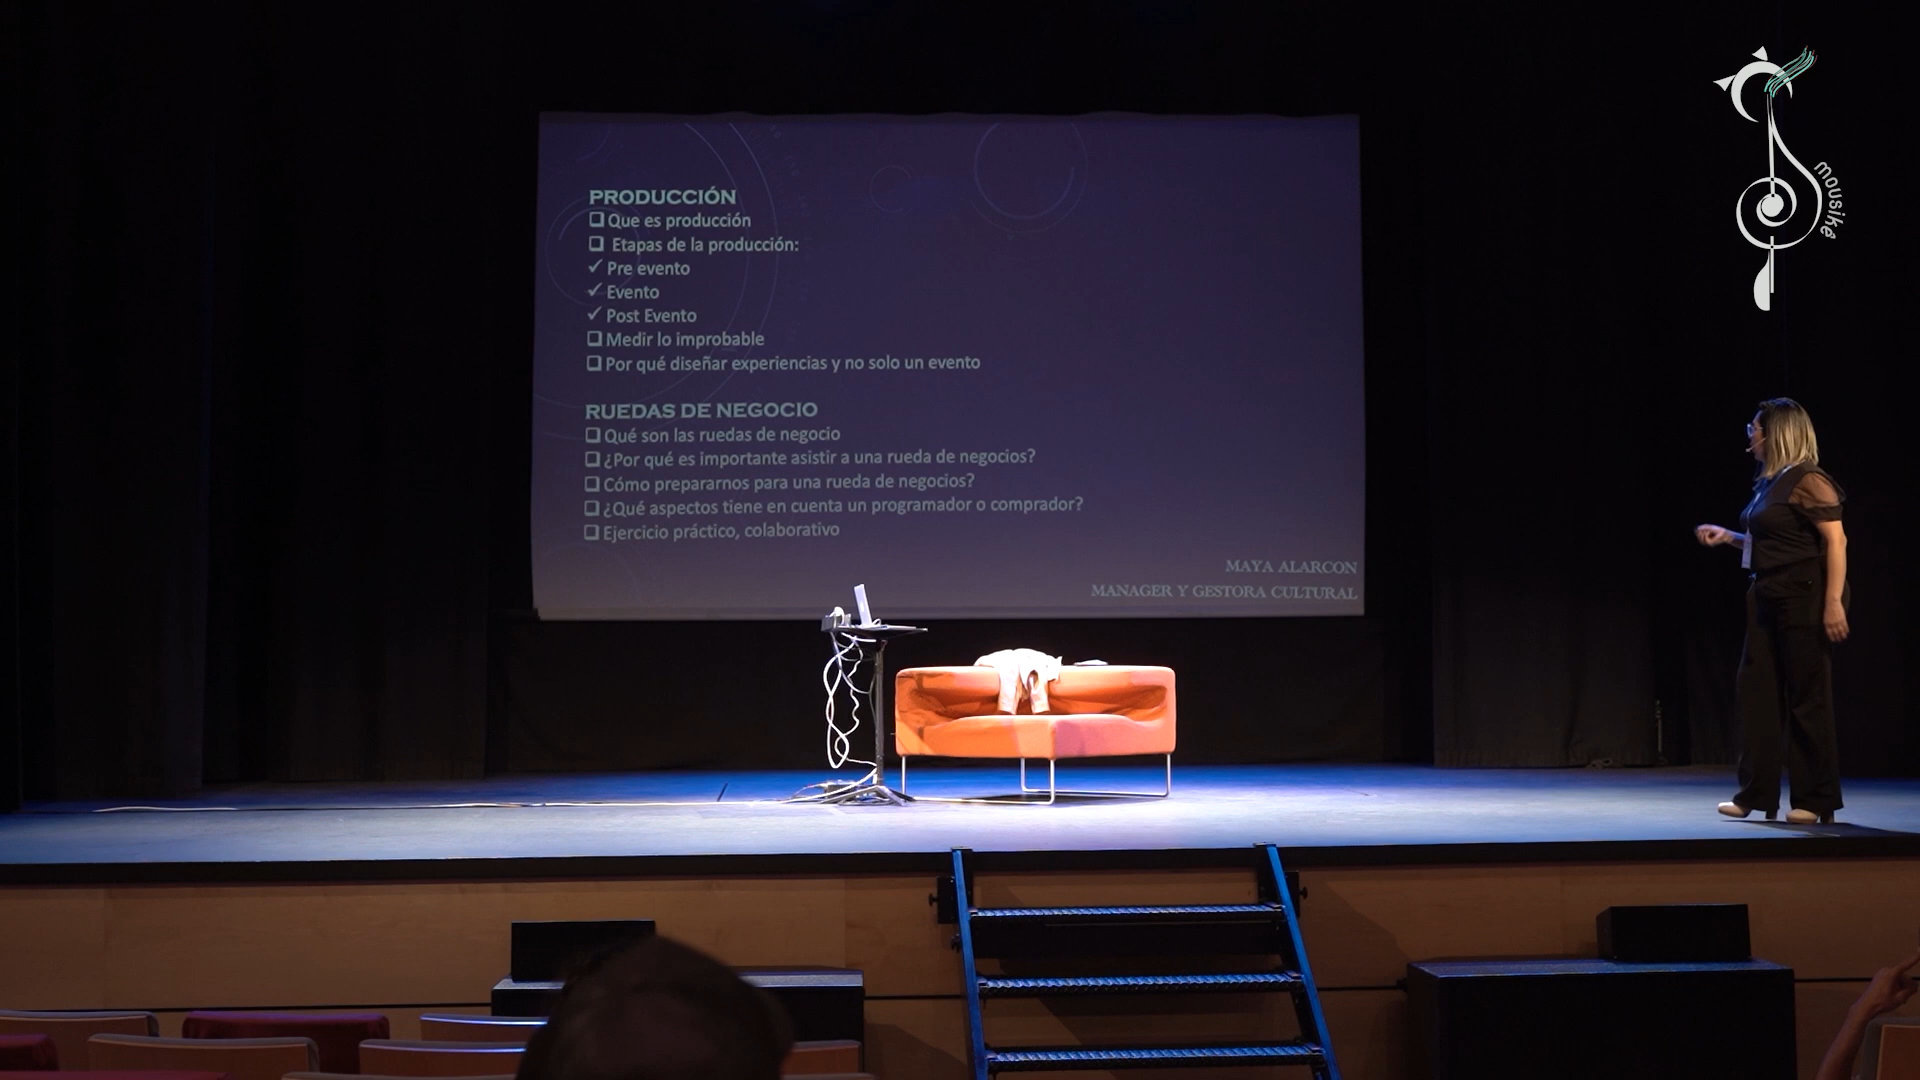 PRODUCCIÓN
Que es producción
Etapas de la producción:
Pre evento
Evento
Post Evento
Medir lo improbable
Por qué diseñar experiencias y no solo un evento
RUEDAS DE NEGOCIO
Qué son las ruedas de negocio
¿Por qué es importante asistir a una rueda de negocios?
Cómo prepararnos para una rueda de negocios?
¿Qué aspectos tiene en cuenta un programador o comprador?
Ejercicio práctico, colaborativo
MAYA ALARCON
MANAGER Y GESTORA CULTURAL
mousikê